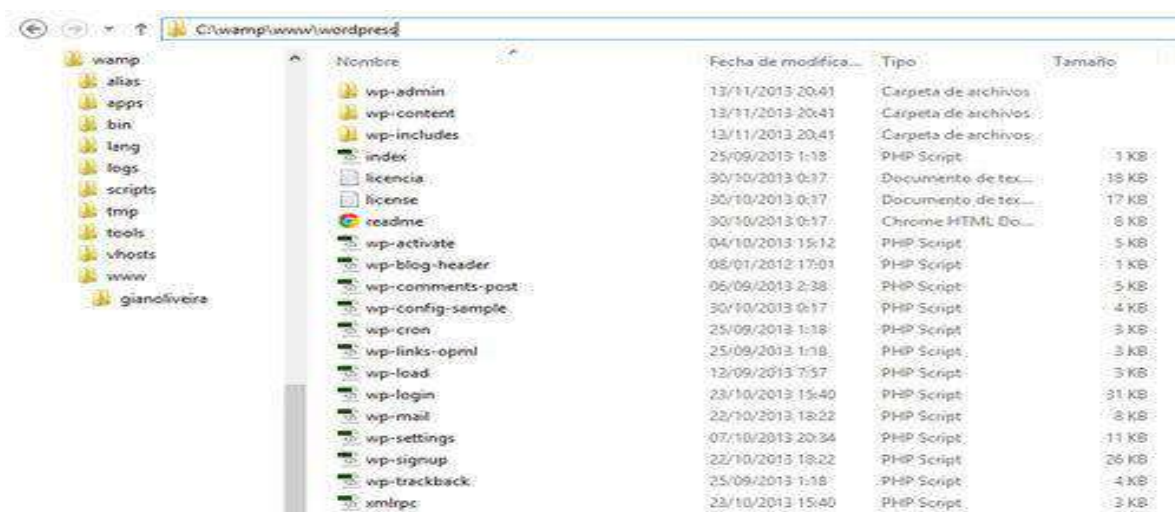 C:\wamp\www\wordpress
wamp
alias
apps
bin
lang
logs
scripts
tmp
tools
vhosts
www
gianoliveira
Nombre Fecha de modifica... Tipo Tamaño
wp-admin 13/11/2013 20:41 Carpeta de archivos
wp-content 13/11/2013 20:41 Carpeta de archivos
wp-includes 13/11/2013 20:41 Carpeta de archivos
index 25/09/2013 1:18 PHP Script 1 KB
licencia 30/10/2013 0:17 Documento de tex... 18 KB
license 30/10/2013 0:17 Documento de tex... 17 KB
readme 30/10/2013 0:17 Chrome HTML Do... 8 KB
wp-activate 04/10/2013 15:12 PHP Script 5 KB
wp-blog-header 08/01/2012 17:01 PHP Script 1 KB
wp-comments-post 06/09/2013 2:38 PHP Script 5 KB
wp-config-sample 30/10/2013 0:17 PHP Script 4 KB
wp-cron 25/09/2013 1:18 PHP Script 3 KB
wp-links-opml 25/09/2013 1:18 PHP Script 3 KB
wp-load 12/09/2013 7:57 PHP Script 3 KB
wp-login 23/10/2013 15:40 PHP Script 31 KB
wp-mail 22/10/2013 18:22 PHP Script 8 KB
wp-settings 07/10/2013 20:34 PHP Script 11 KB
wp-signup 22/10/2013 18:22 PHP Script 26 KB
wp-trackback 25/09/2013 1:18 PHP Script 4 KB
xmlrpc 23/10/2013 15:40 PHP Script 3 KB